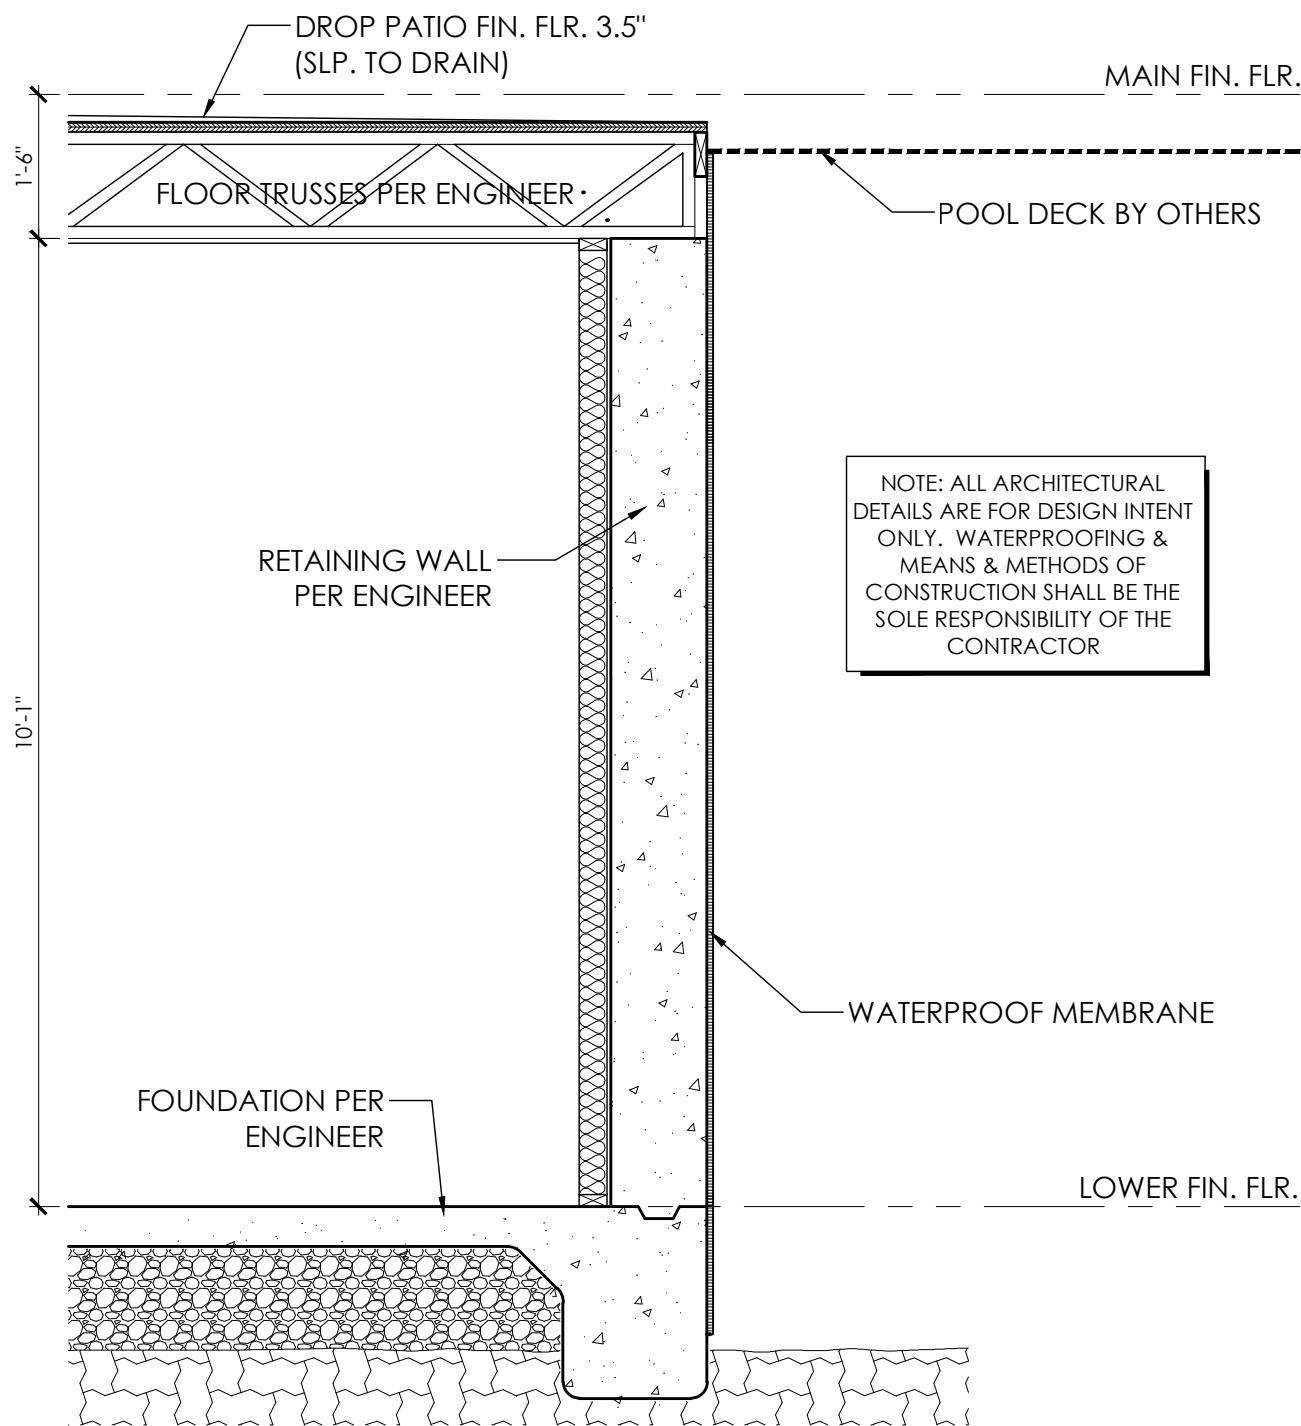 DROP PATIO FIN. FLR. 3.5"
(SLP. TO DRAIN)
MAIN FIN. FLR.
1'-6"
FLOOR TRUSSES PER ENGINEER
POOL DECK BY OTHERS
NOTE: ALL ARCHITECTURAL
DETAILS ARE FOR DESIGN INTENT
ONLY. WATERPROOFING &
MEANS & METHODS OF
CONSTRUCTION SHALL BE THE
SOLE RESPONSIBILITY OF THE
CONTRACTOR
RETAINING WALL
PER ENGINEER
10'-1"
WATERPROOF MEMBRANE
FOUNDATION PER
ENGINEER
LOWER FIN. FLR.